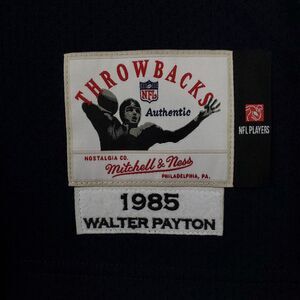 THROWBACKS
NFL
Authentic
NOSTALGIA CO.
Mitchell & Ness
PHILADELPHIA, PA.
1985
WALTER PAYTON
NFL PLAYERS